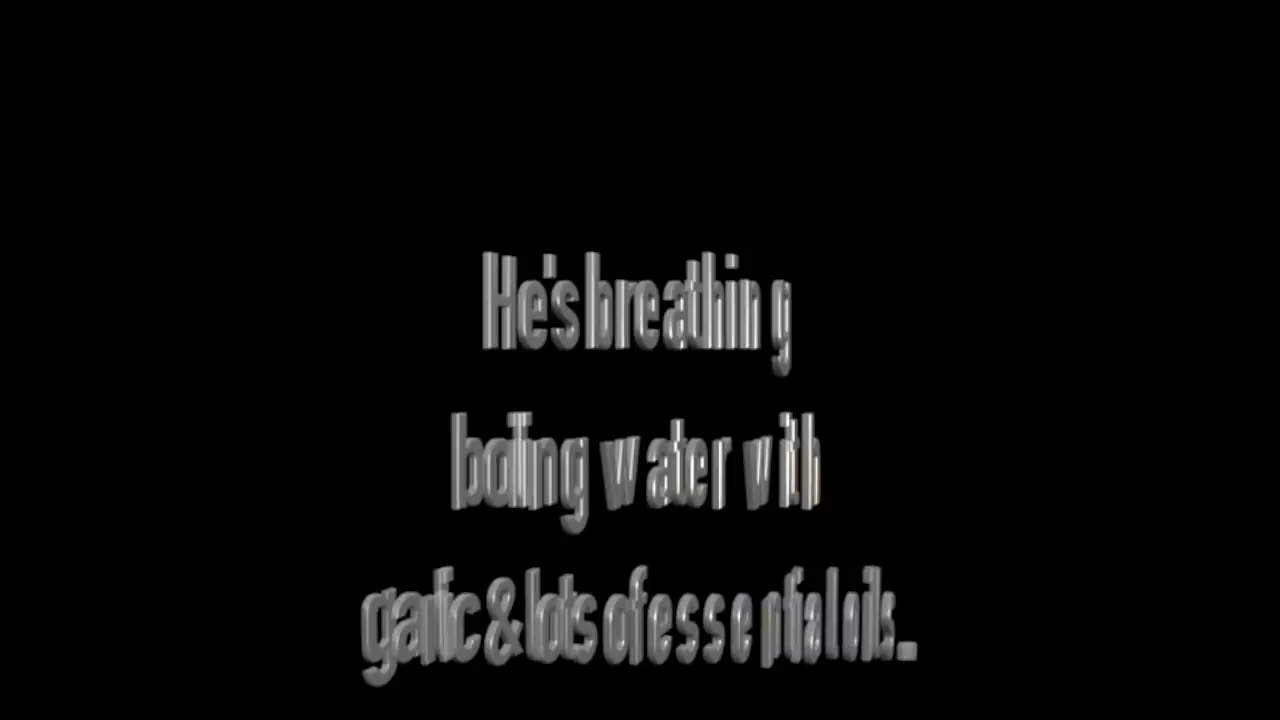 He's breathing
boiling water with
garlic & lots of essential oils...